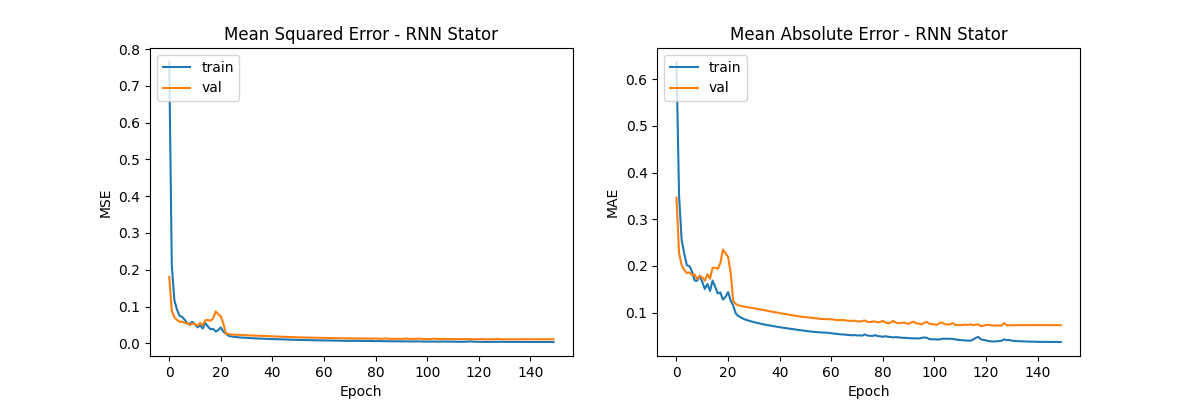 Mean Squared Error - RNN Stator
train
val
MSE
0.8
0.7
0.6
0.5
0.4
0.3
0.2
0.1
0.0
0 20 40 60 80 100 120 140
Epoch
Mean Absolute Error - RNN Stator
train
val
MAE
0.6
0.5
0.4
0.3
0.2
0.1
0 20 40 60 80 100 120 140
Epoch